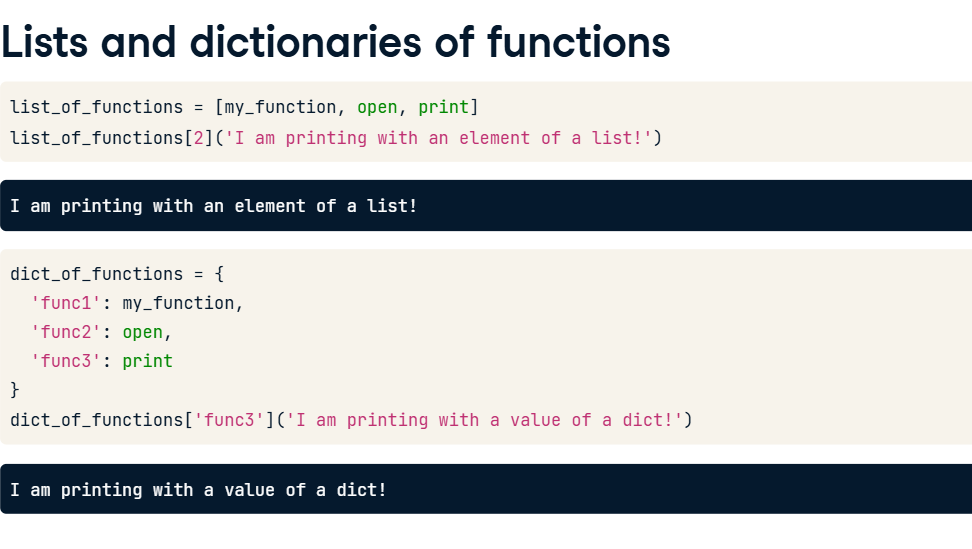 Lists and dictionaries of functions
list_of_functions = [my_function, open, print]
list_of_functions[2]('I am printing with an element of a list!')
I am printing with an element of a list!
dict_of_functions = {
  'func1': my_function,
  'func2': open,
  'func3': print
}
dict_of_functions['func3']('I am printing with a value of a dict!')
I am printing with a value of a dict!